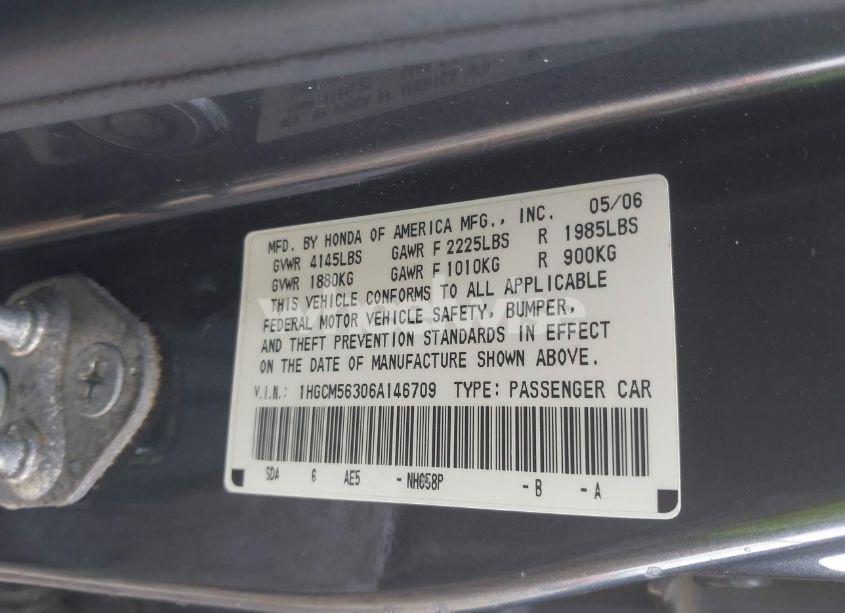 MFD. BY HONDA OF AMERICA MFG., INC. 05/06
GVWR 4145LBS GAWR F 2225LBS R 1985LBS
GVWR 1880KG GAWR F 1010KG R 900KG
THIS VEHICLE CONFORMS TO ALL APPLICABLE
FEDERAL MOTOR VEHICLE SAFETY, BUMPER,
AND THEFT PREVENTION STANDARDS IN EFFECT
ON THE DATE OF MANUFACTURE SHOWN ABOVE.
V.I.N.: 1HGCM56306A146709 TYPE: PASSENGER CAR
SDA 6 AE5 -NH658P -B -A